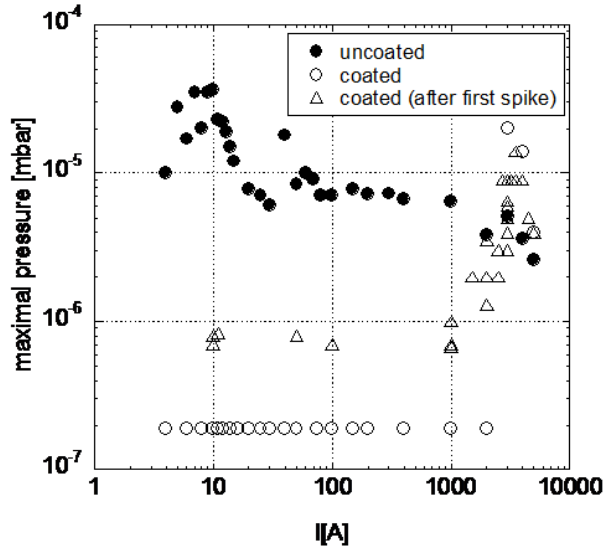 10⁻⁴
uncoated
coated
coated (after first spike)
10⁻⁵
maximal pressure [mbar]
10⁻⁶
10⁻⁷
1 10 100 1000 10000
I[A]